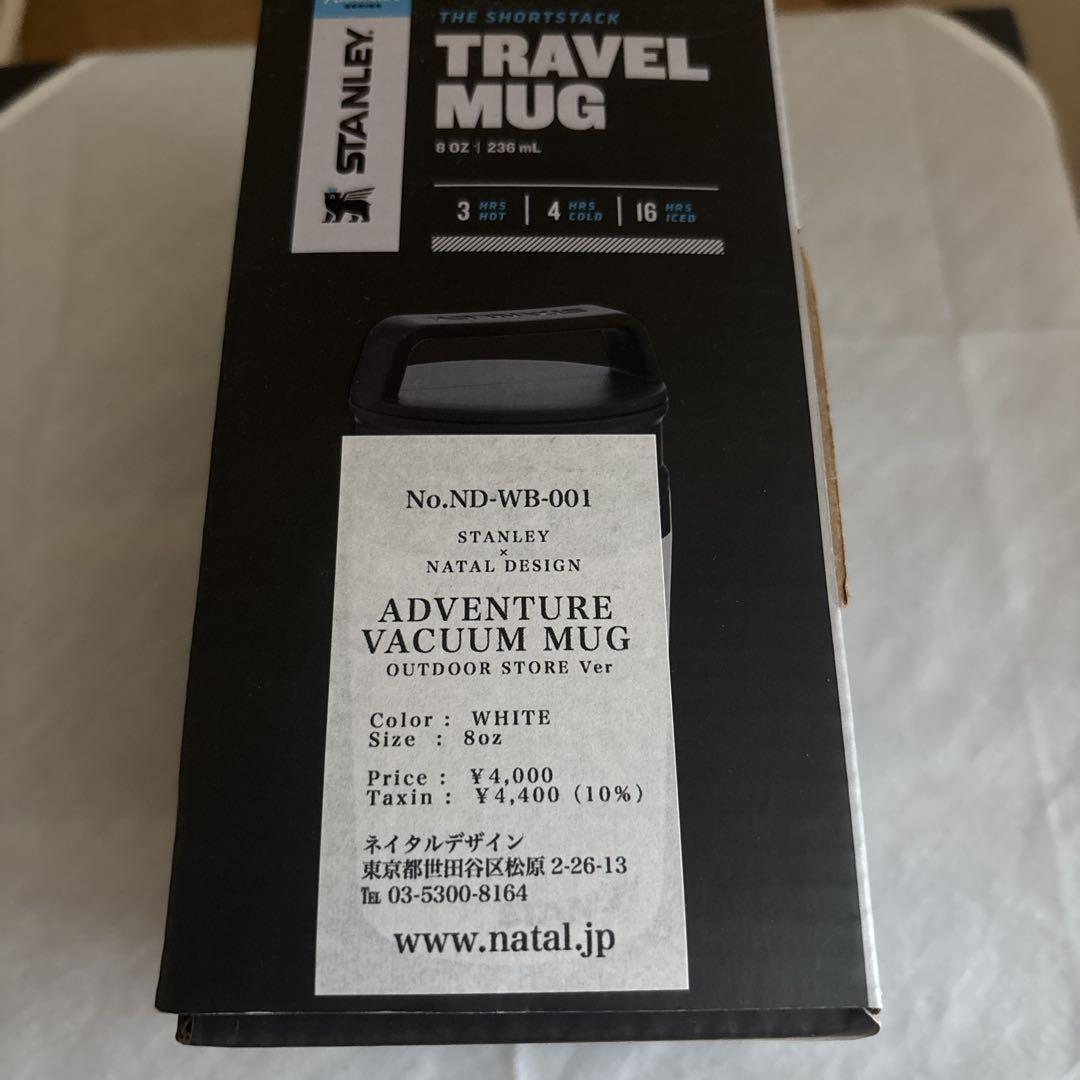 SERIES
STANLEY
THE SHORTSTACK
TRAVEL
MUG
8 OZ | 236 mL
3 HRS HOT | 4 HRS COLD | 16 HRS ICED
STANLEY
No.ND-WB-001
STANLEY
×
NATAL DESIGN
ADVENTURE
VACUUM MUG
OUTDOOR STORE Ver
Color : WHITE
Size : 8oz
Price : ¥4,000
Taxin : ¥4,400 (10%)
ネイタルデザイン
東京都世田谷区松原 2-26-13
℡ 03-5300-8164
www.natal.jp